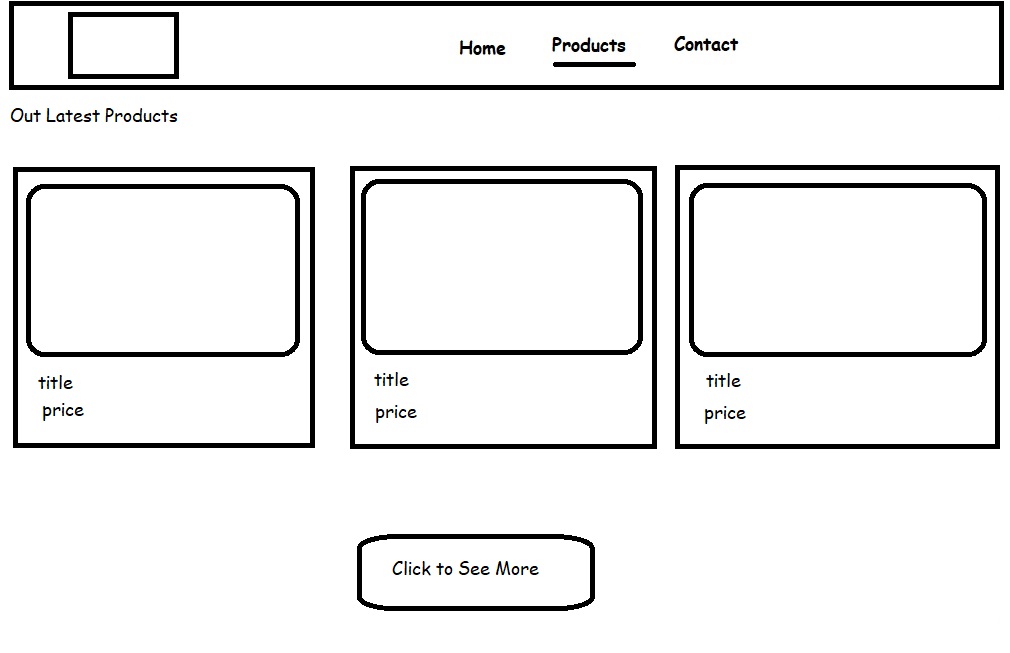 Home Products Contact
Out Latest Products
title
price
title
price
title
price
Click to See More